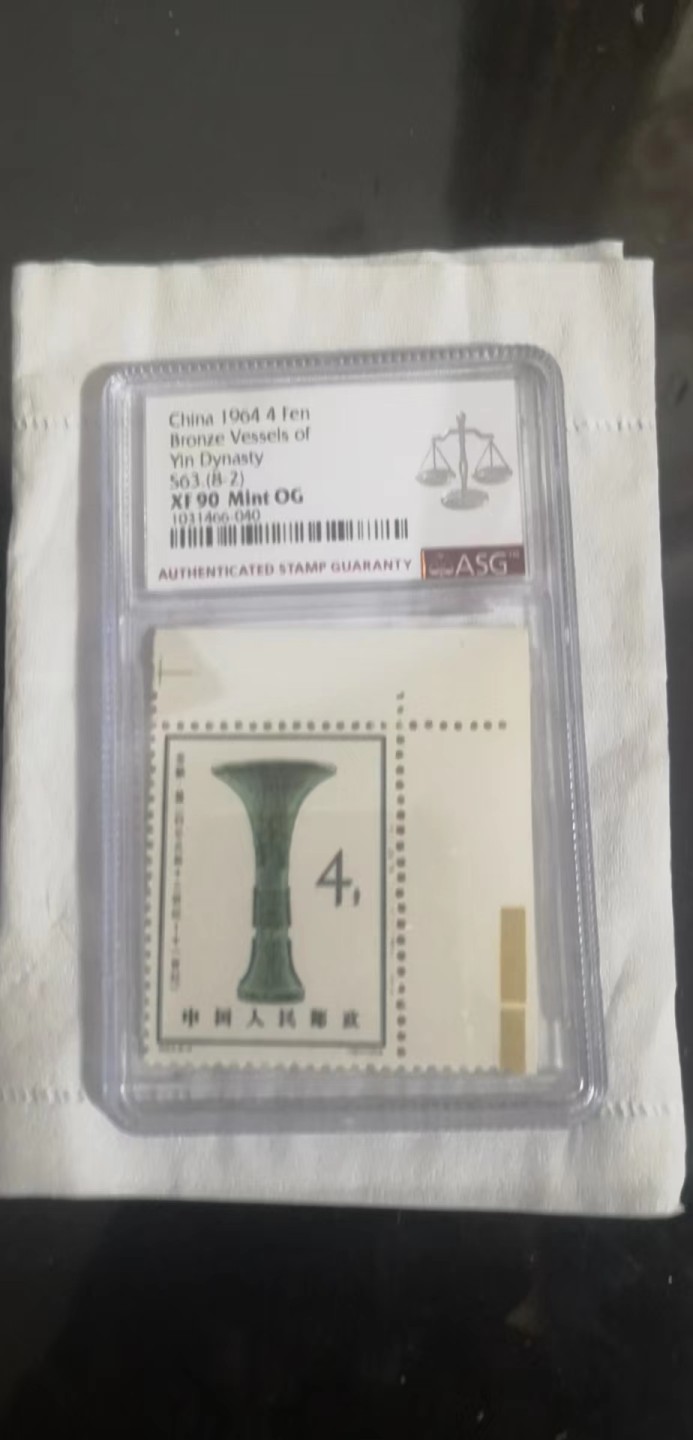 China 1964 4 Fen
Bronze Vessels of
Yin Dynasty
S63.(8-2)
XF 90 Mint OG
1031466-040
AUTHENTICATED STAMP GUARANTY
ASG™
4
中国人民邮政